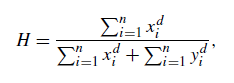 H = \frac{\sum_{i=1}^{n} x_i^d}{\sum_{i=1}^{n} x_i^d + \sum_{i=1}^{n} y_i^d},